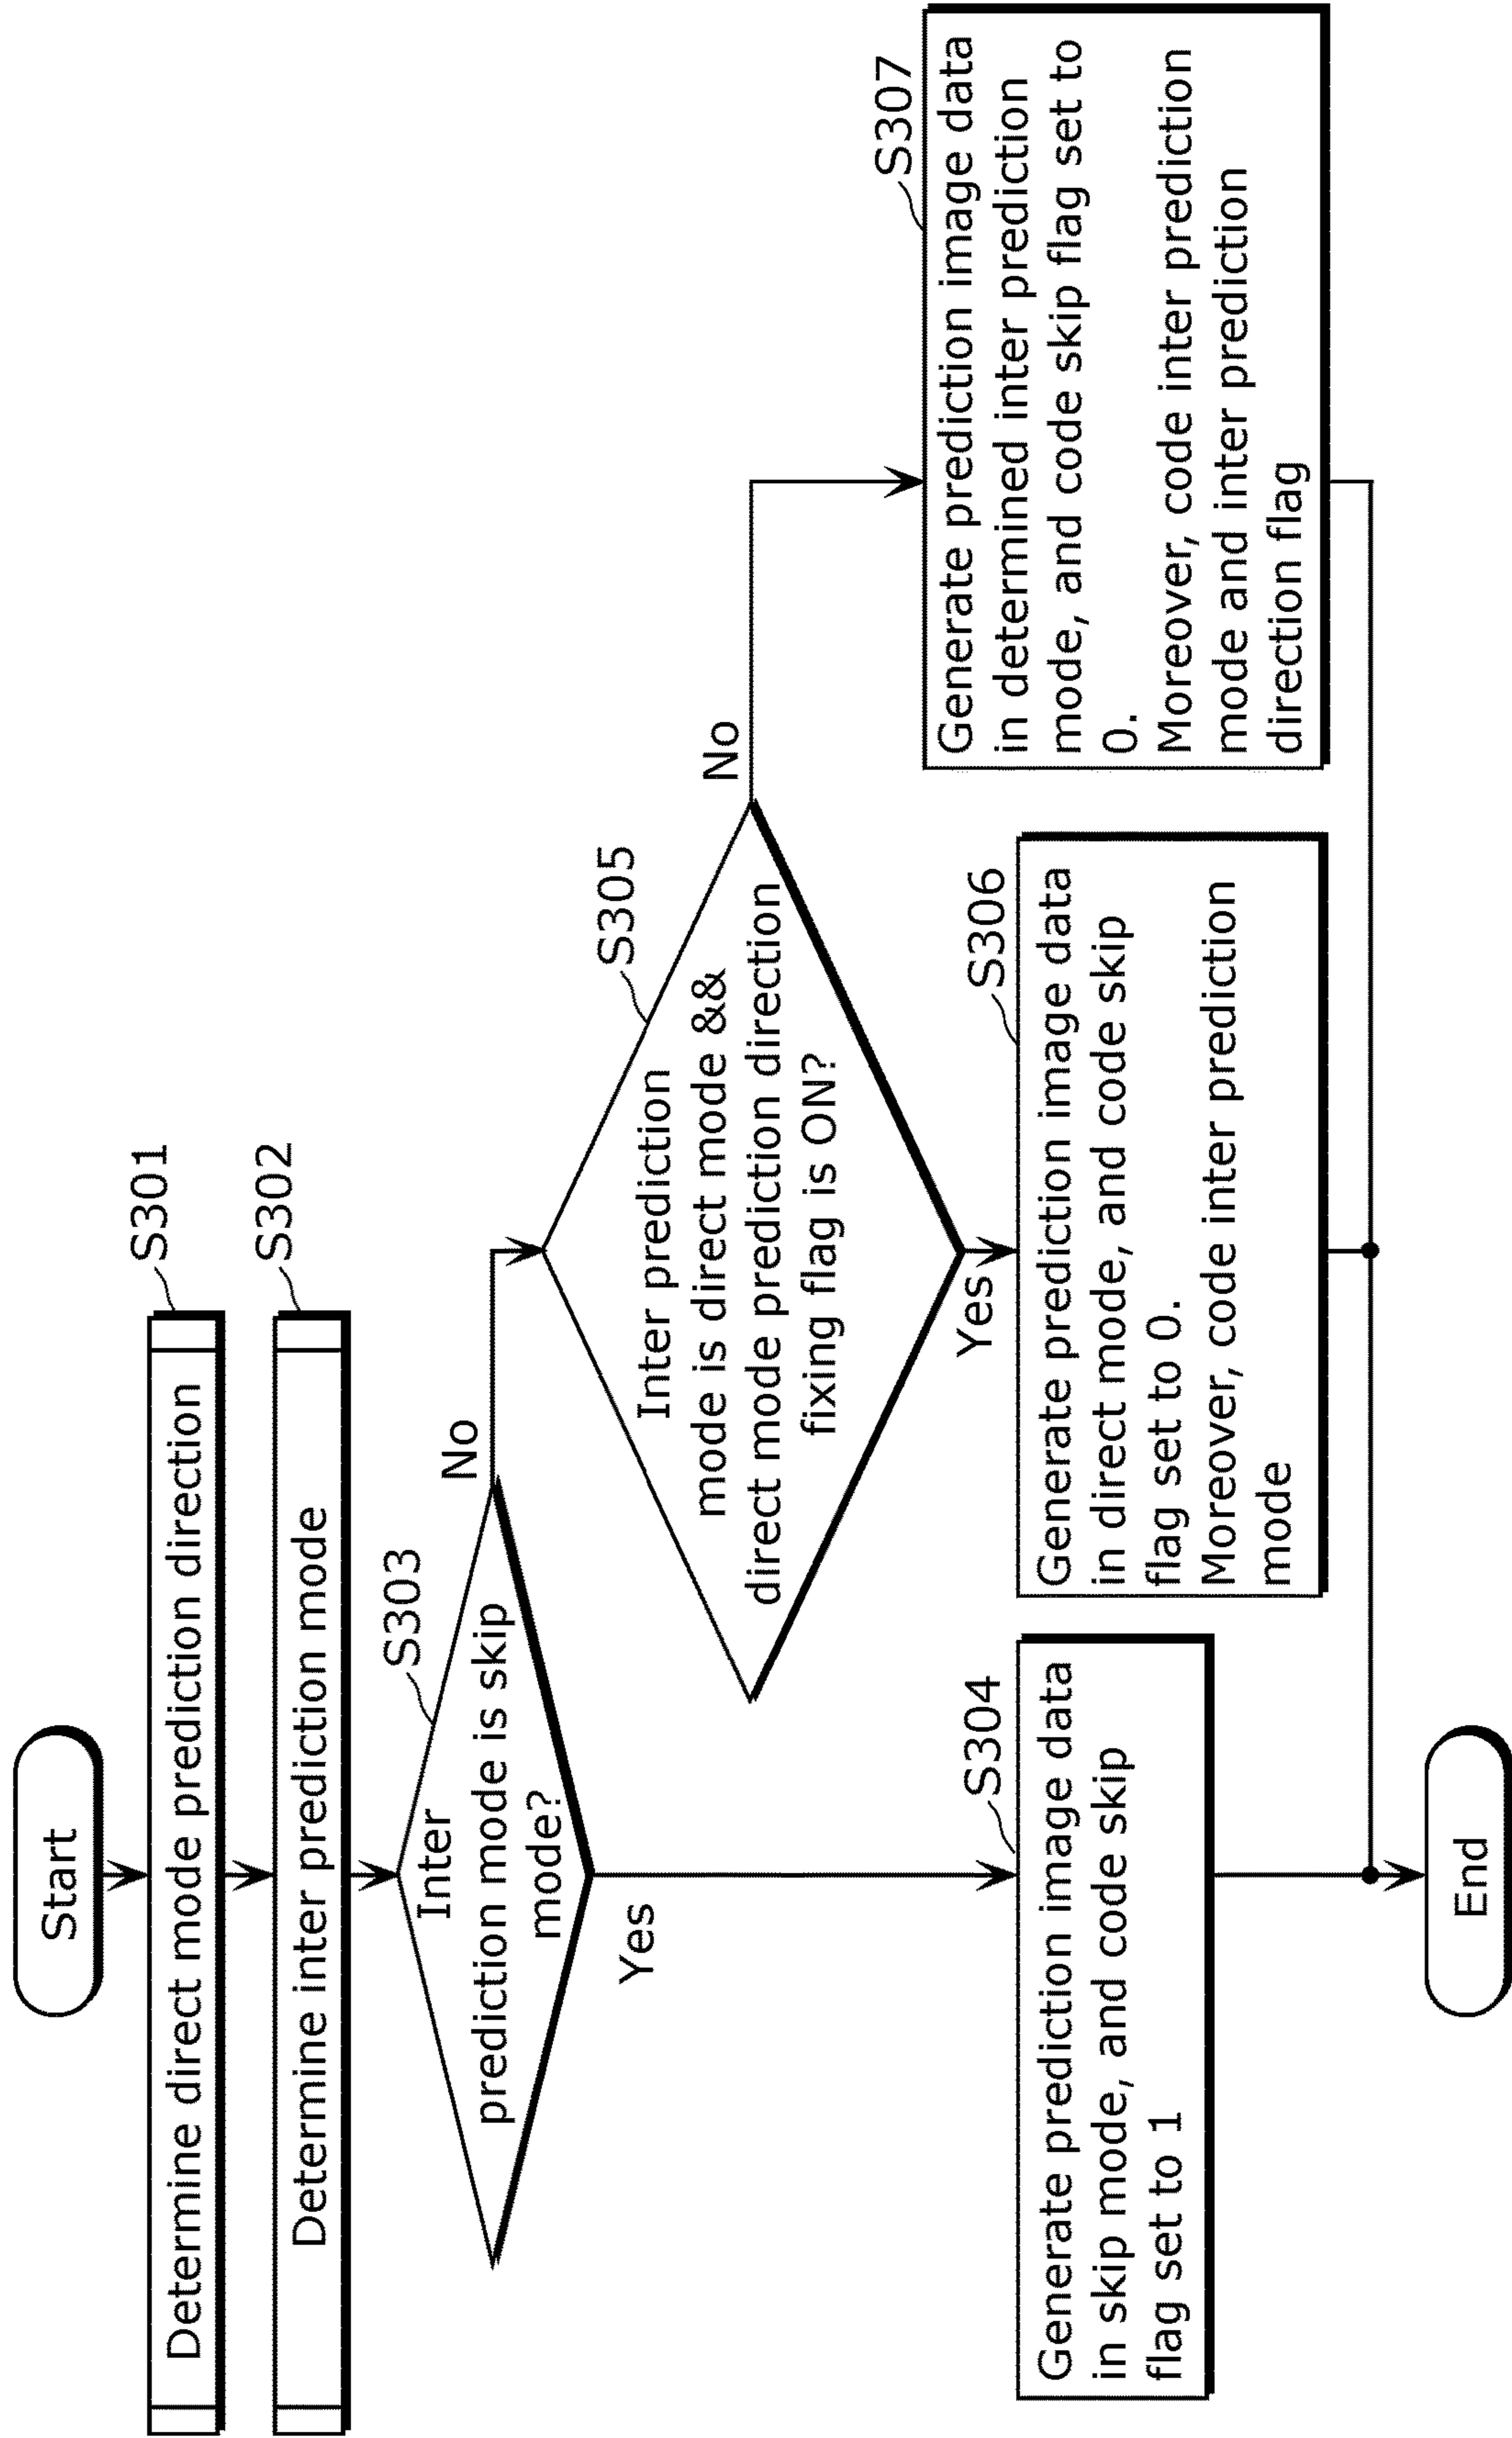 Start
S301
Determine direct mode prediction direction
S302
Determine inter prediction mode
S303
Inter
prediction mode is skip
mode?
No
Yes
S305
Inter prediction
mode is direct mode &&
direct mode prediction direction
fixing flag is ON?
No
Yes
S304
Generate prediction image data
in skip mode, and code skip
flag set to 1
S306
Generate prediction image data
in direct mode, and code skip
flag set to 0.
Moreover, code inter prediction
mode
S307
Generate prediction image data
in determined inter prediction
mode, and code skip flag set to
0.
Moreover, code inter prediction
mode and inter prediction
direction flag
End